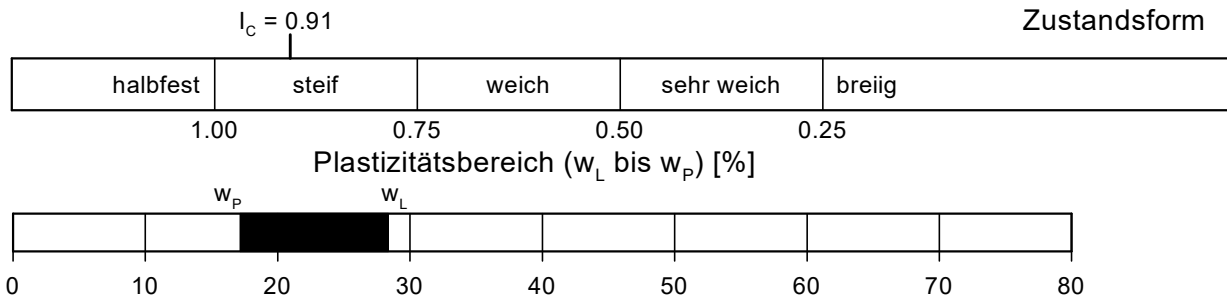 I_C = 0.91 Zustandsform
halbfest steif weich sehr weich breiig
1.00 0.75 0.50 0.25
Plastizitätsbereich (w_L bis w_P) [%]
w_P w_L
0 10 20 30 40 50 60 70 80